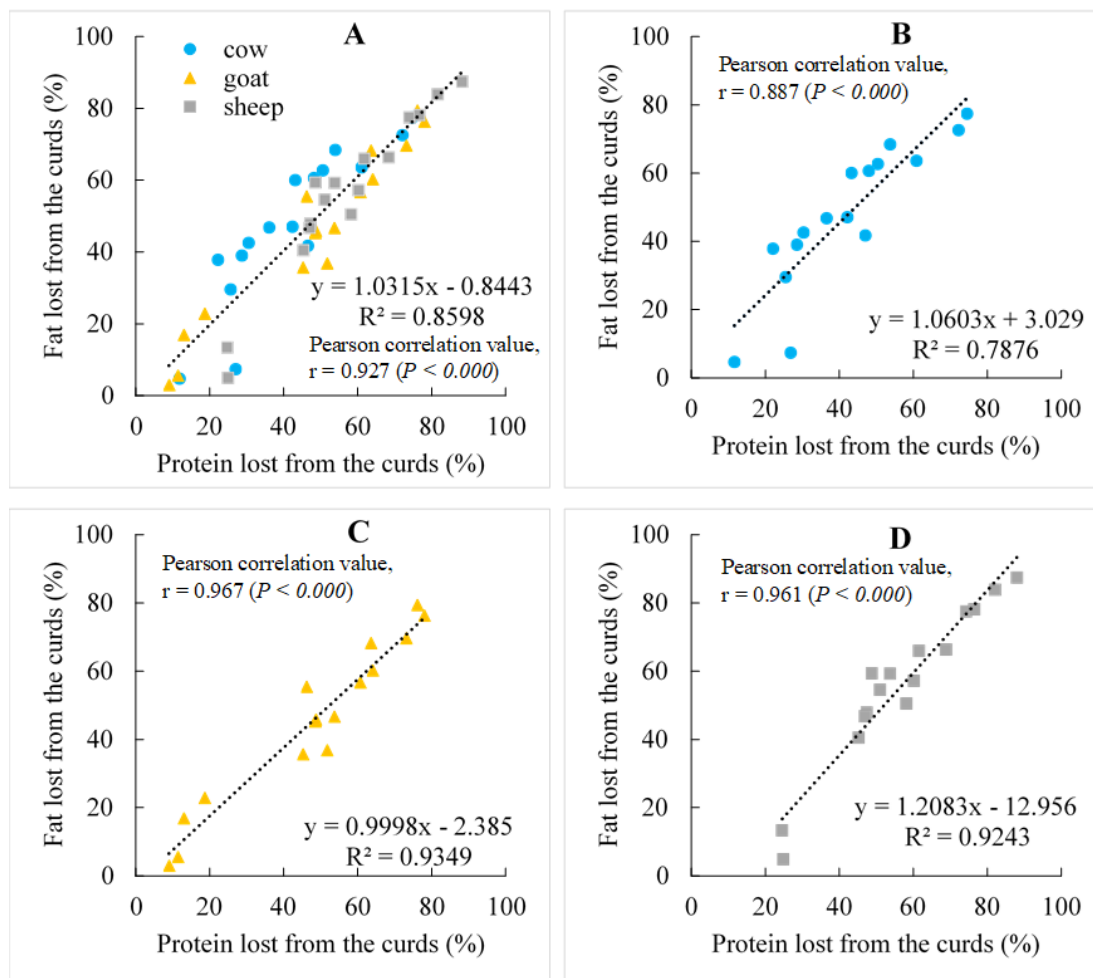 A
cow
goat
sheep
y = 1.0315x - 0.8443
R² = 0.8598
Pearson correlation value,
r = 0.927 (P < 0.000)
100
80
60
40
20
0
0 20 40 60 80 100
Fat lost from the curds (%)
Protein lost from the curds (%)
B
Pearson correlation value,
r = 0.887 (P < 0.000)
y = 1.0603x + 3.029
R² = 0.7876
100
80
60
40
20
0
0 20 40 60 80 100
Fat lost from the curds (%)
Protein lost from the curds (%)
C
Pearson correlation value,
r = 0.967 (P < 0.000)
y = 0.9998x - 2.385
R² = 0.9349
100
80
60
40
20
0
0 20 40 60 80 100
Fat lost from the curds (%)
Protein lost from the curds (%)
D
Pearson correlation value,
r = 0.961 (P < 0.000)
y = 1.2083x - 12.956
R² = 0.9243
100
80
60
40
20
0
0 20 40 60 80 100
Fat lost from the curds (%)
Protein lost from the curds (%)